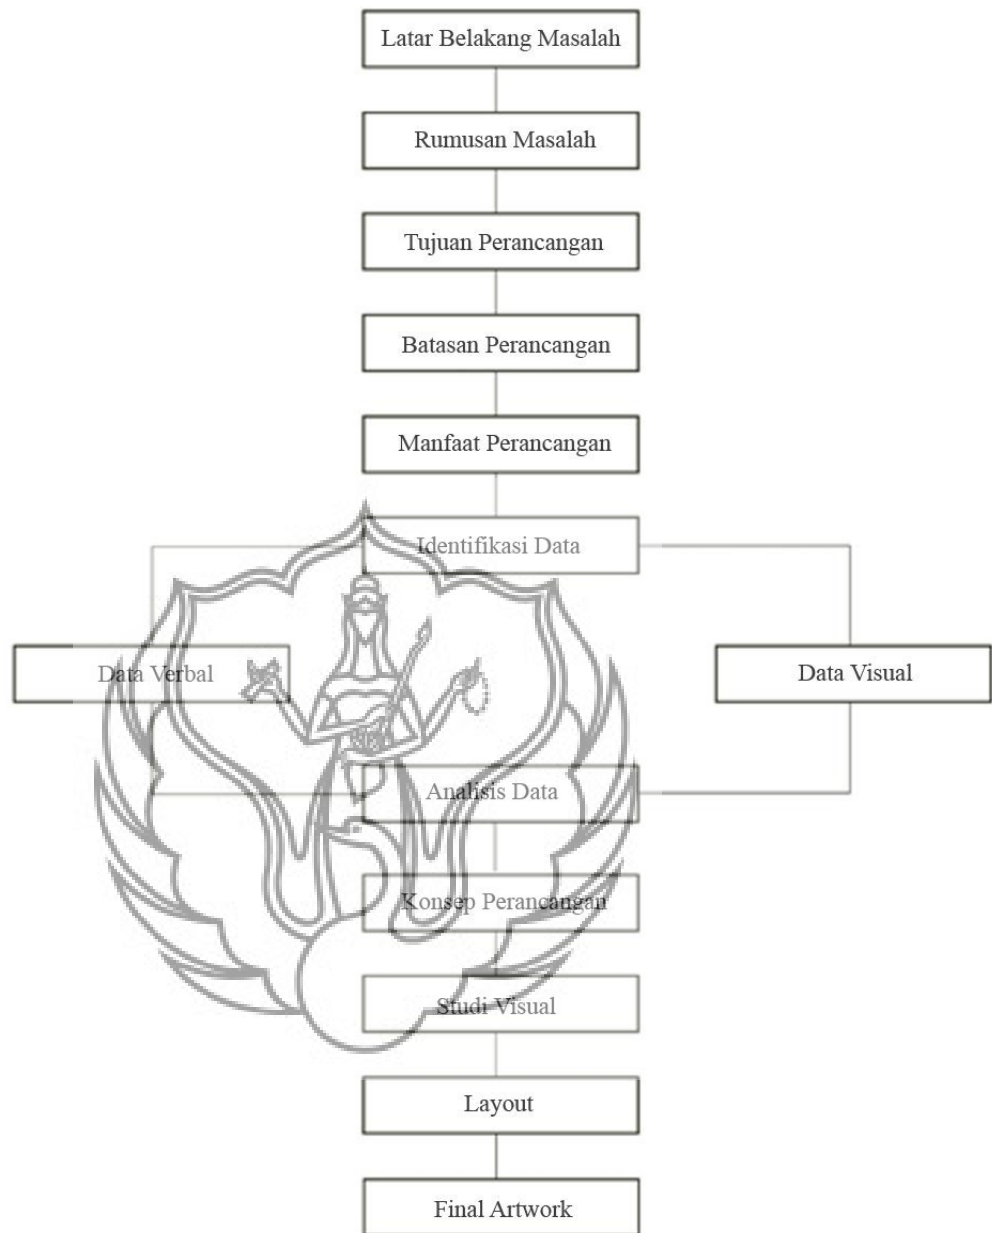 Latar Belakang Masalah
Rumusan Masalah
Tujuan Perancangan
Batasan Perancangan
Manfaat Perancangan
Identifikasi Data
Data Verbal
Data Visual
Analisis Data
Konsep Perancangan
Studi Visual
Layout
Final Artwork